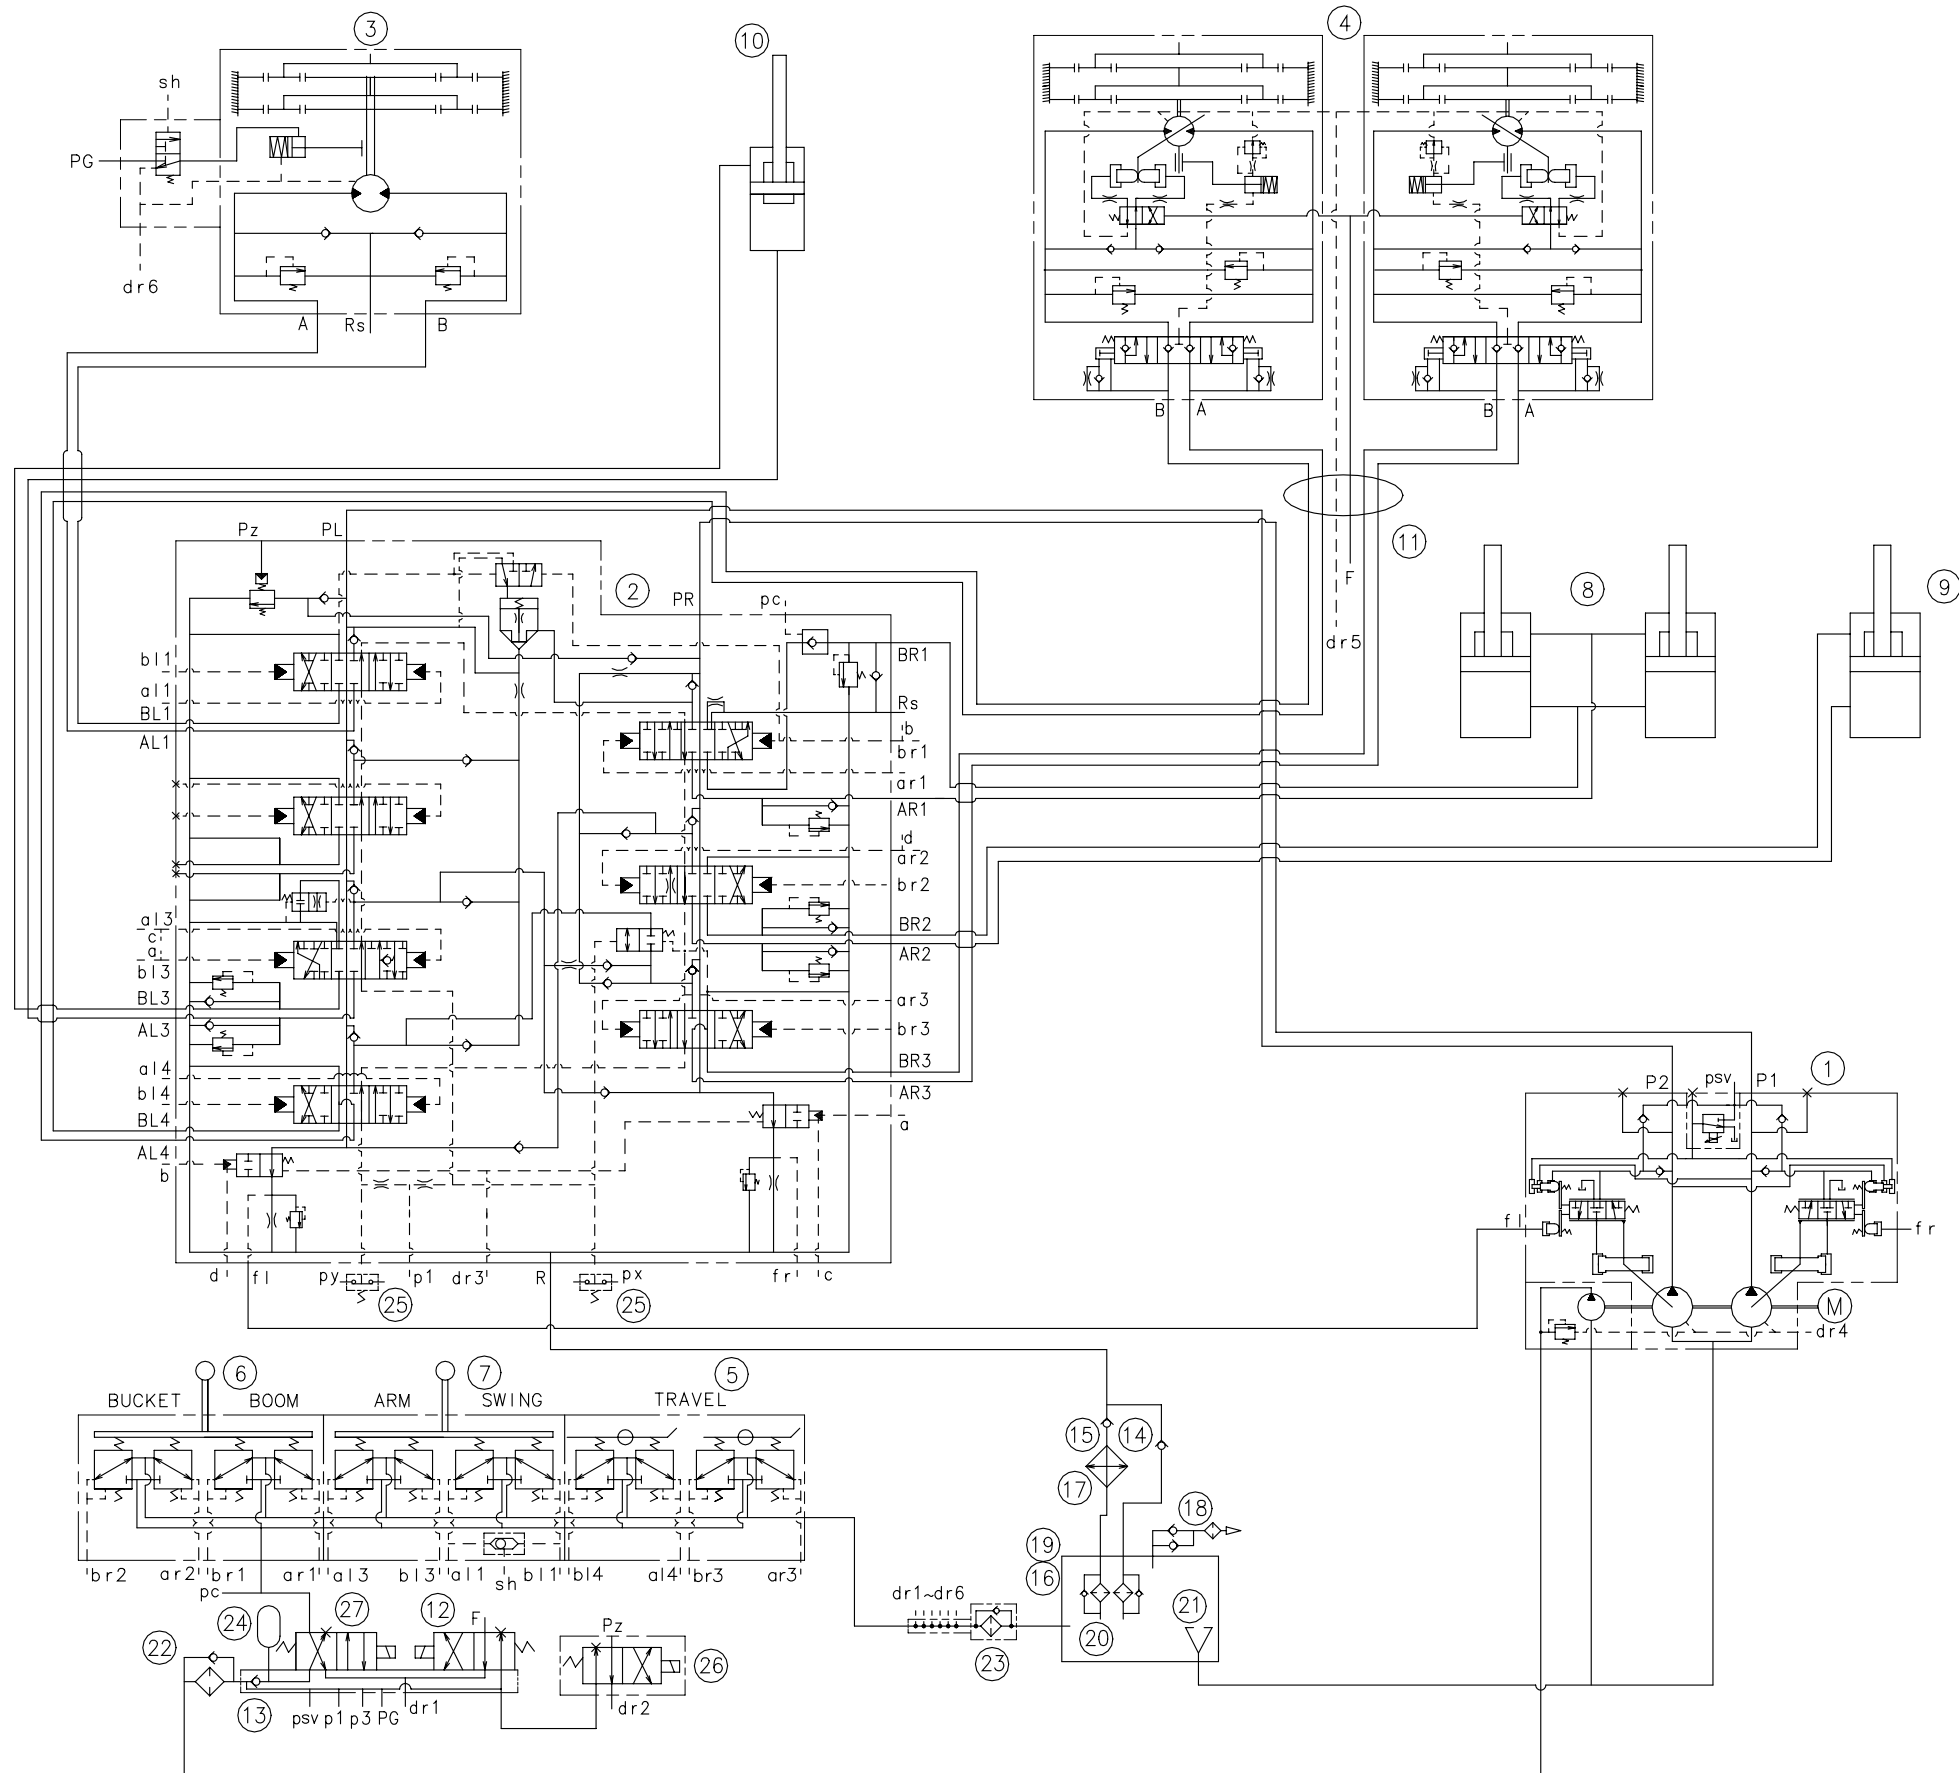 3
10
4
sh
PG
dr6
A
Rs
B
B
A
B
A
11
F
dr5
8
9
Pz
PL
2
PR
pc
bl1
al1
BL1
AL1
BR1
Rs
b
br1
ar1
AR1
d
ar2
br2
BR2
AR2
al3
c
a
bl3
BL3
AL3
ar3
br3
BR3
AR3
a
al4
bl4
BL4
AL4
b
d
fl
py
p1
dr3
R
px
fr
c
25
25
1
P2
psv
P1
fl
fr
M
dr4
6
7
5
BUCKET
BOOM
ARM
SWING
TRAVEL
br2
ar2
br1
ar1
al3
bl3
al1
sh
bl1
bl4
al4
br3
ar3
pc
15
14
17
18
19
16
20
21
dr1~dr6
23
24
27
12
F
22
13
psv
p1
p3
PG
dr1
Pz
26
dr2